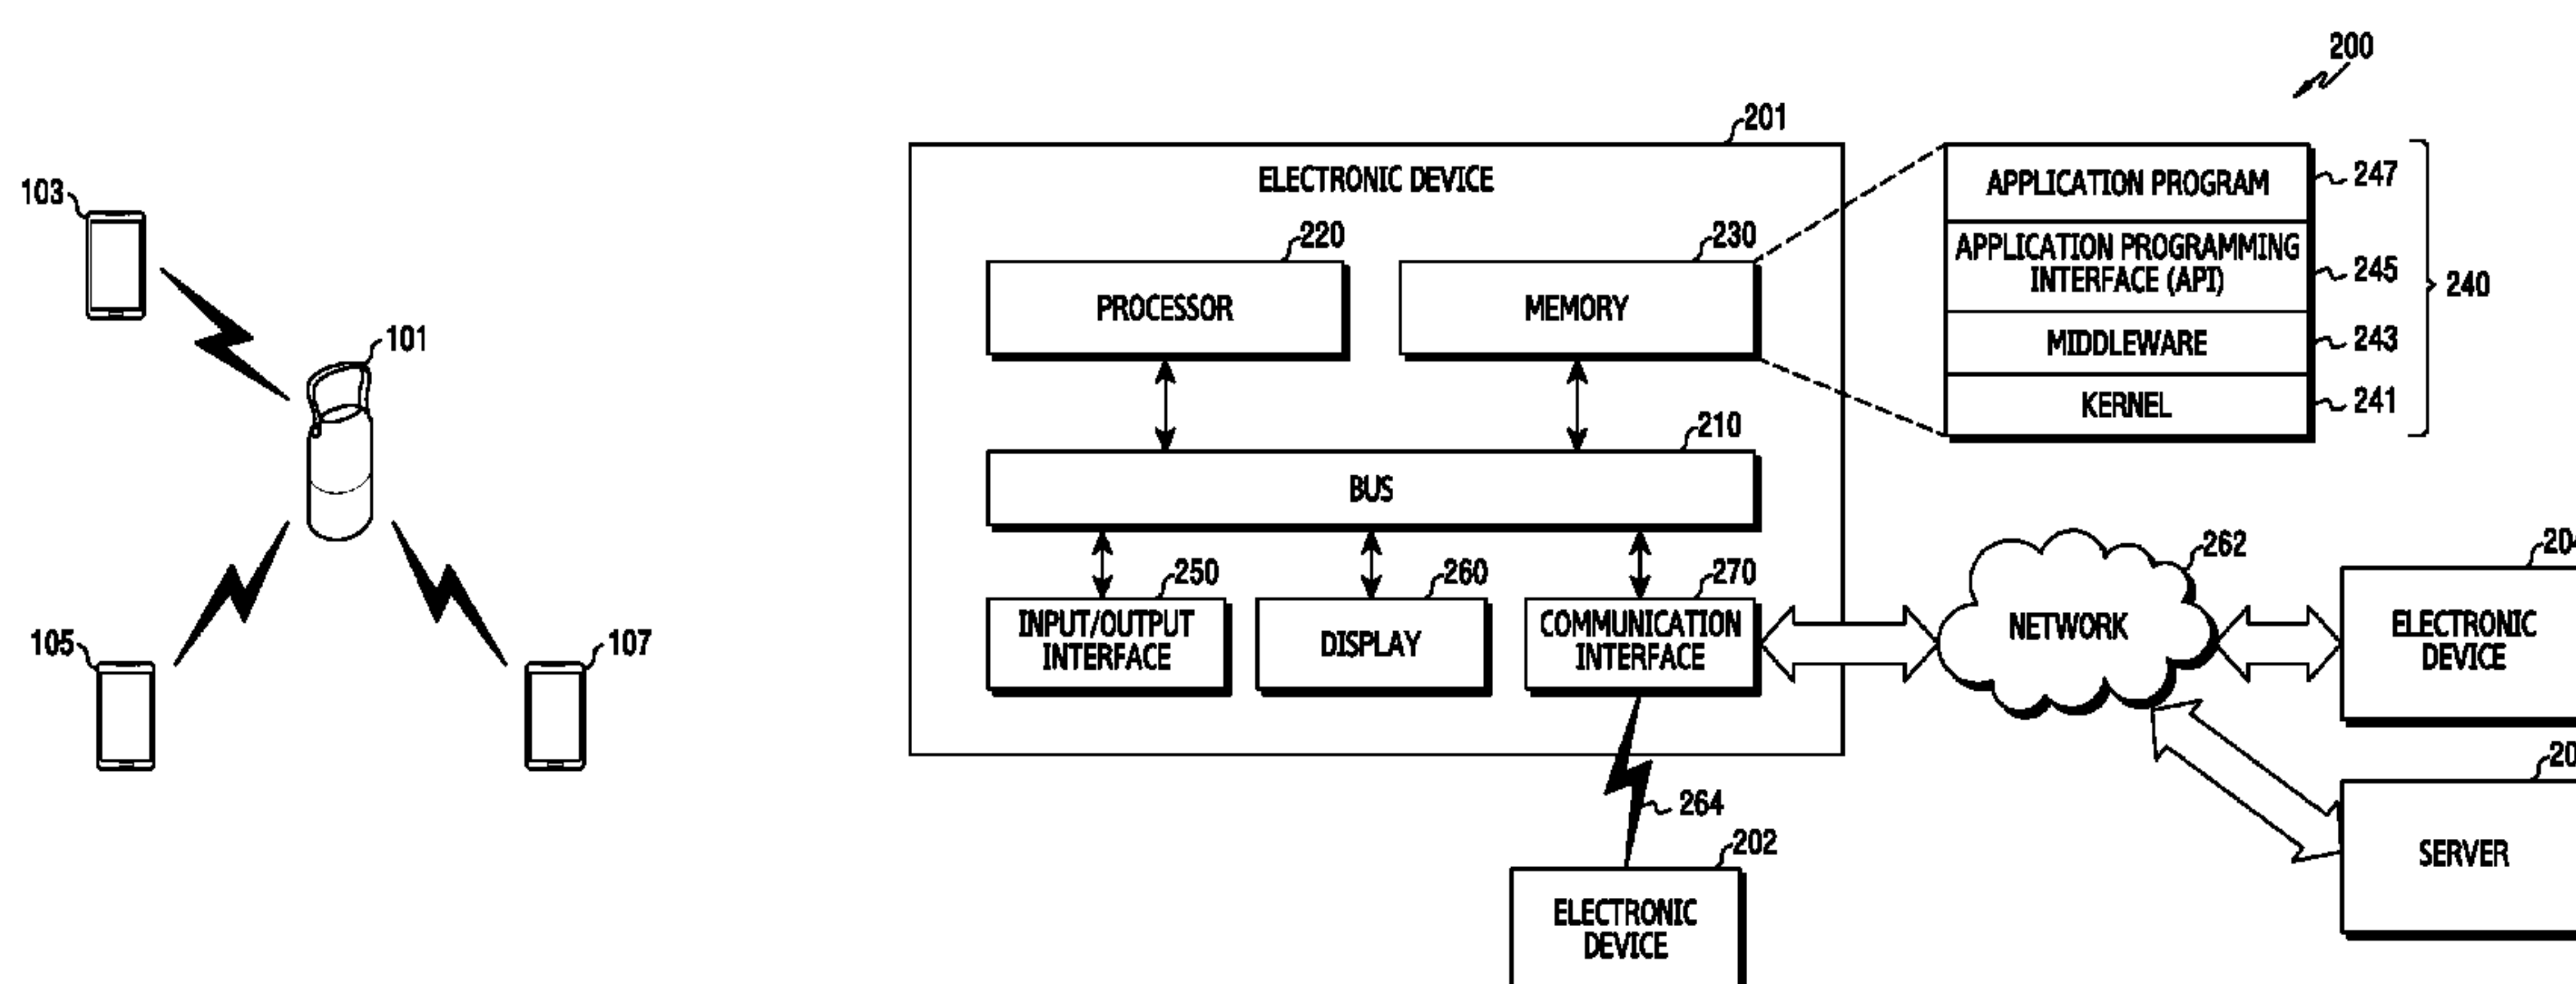 103
101
105
107
200
201
ELECTRONIC DEVICE
220
PROCESSOR
230
MEMORY
210
BUS
250
INPUT/OUTPUT
INTERFACE
260
DISPLAY
270
COMMUNICATION
INTERFACE
APPLICATION PROGRAM
247
APPLICATION PROGRAMMING
INTERFACE (API)
245
MIDDLEWARE
243
KERNEL
241
240
262
NETWORK
ELECTRONIC
DEVICE
SERVER
264
202
ELECTRONIC
DEVICE